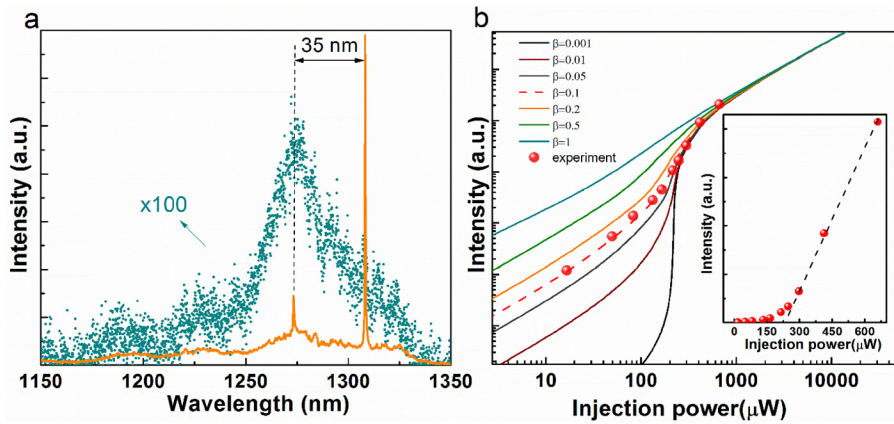 a
35 nm
x100
Intensity (a.u.)
1150 1200 1250 1300 1350
Wavelength (nm)
b
β=0.001
β=0.01
β=0.05
β=0.1
β=0.2
β=0.5
β=1
experiment
Intensity (a.u.)
10 100 1000 10000
Injection power(μW)
Intensity (a.u.)
0 150 300 450 600
Injection power(μW)